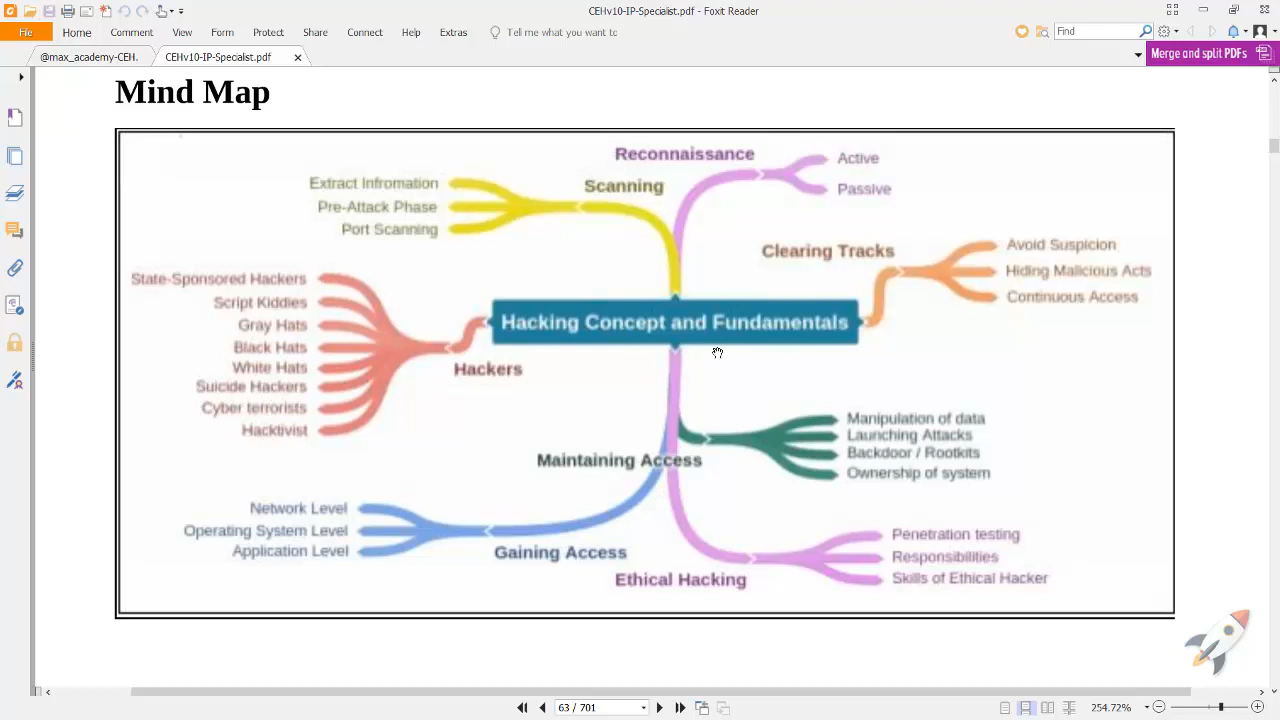 CEHv10-IP-Specialist.pdf - Foxit Reader
File Home Comment View Form Protect Share Connect Help Extras Tell me what you want to Find
@max_academy-CEH. CEHv10-IP-Specialist.pdf Merge and split PDFs
Mind Map
Reconnaissance
Active
Passive
Scanning
Extract Infromation
Pre-Attack Phase
Port Scanning
Clearing Tracks
Avoid Suspicion
Hiding Malicious Acts
Continuous Access
State-Sponsored Hackers
Script Kiddies
Gray Hats
Black Hats
White Hats
Suicide Hackers
Cyber terrorists
Hacktivist
Hackers
Hacking Concept and Fundamentals
Manipulation of data
Launching Attacks
Backdoor / Rootkits
Ownership of system
Maintaining Access
Network Level
Operating System Level
Application Level
Gaining Access
Ethical Hacking
Penetration testing
Responsibilities
Skills of Ethical Hacker
63 / 701
254.72%